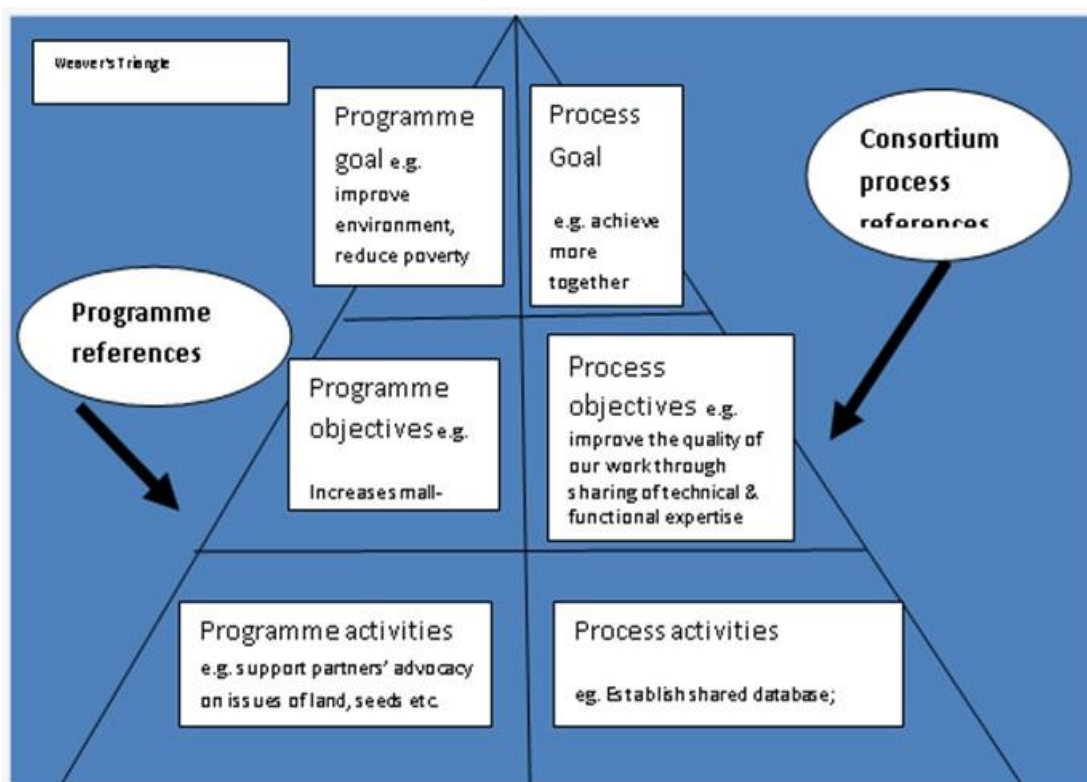 Weaver's Triangle
Programme
goal e.g.
improve
environment,
reduce poverty
Process
Goal
e.g. achieve
more
together
Consortium
process
references
Programme
references
Programme
objectives e.g.
Increases mall-
Process
objectives e.g.
improve the quality of
our work through
sharing of technical &
functional expertise
Programme activities
e.g. support partners' advocacy
on issues of land, seeds etc.
Process activities
eg. Establish shared database;